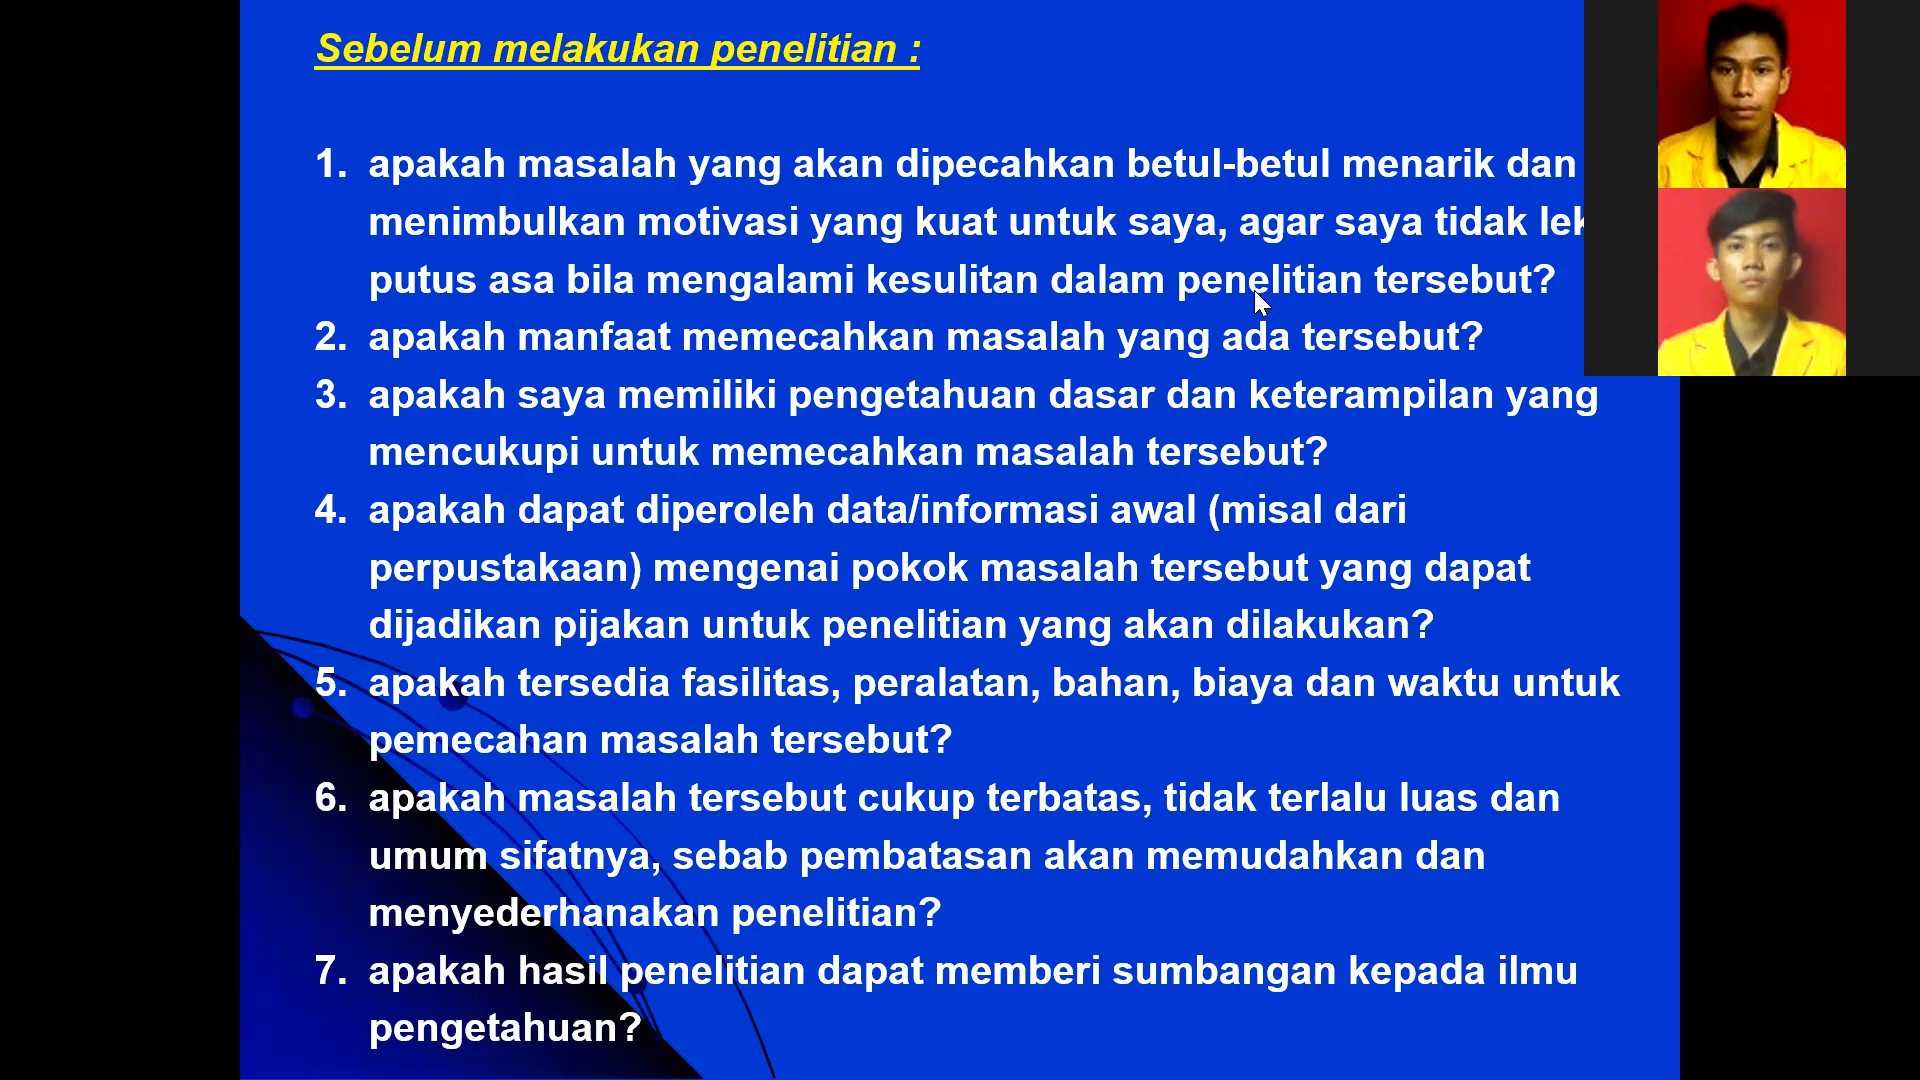 Sebelum melakukan penelitian :
1. apakah masalah yang akan dipecahkan betul-betul menarik dan
menimbulkan motivasi yang kuat untuk saya, agar saya tidak
putus asa bila mengalami kesulitan dalam penelitian tersebut?
2. apakah manfaat memecahkan masalah yang ada tersebut?
3. apakah saya memiliki pengetahuan dasar dan keterampilan yang
mencukupi untuk memecahkan masalah tersebut?
4. apakah dapat diperoleh data/informasi awal (misal dari
perpustakaan) mengenai pokok masalah tersebut yang dapat
dijadikan pijakan untuk penelitian yang akan dilakukan?
5. apakah tersedia fasilitas, peralatan, bahan, biaya dan waktu untuk
pemecahan masalah tersebut?
6. apakah masalah tersebut cukup terbatas, tidak terlalu luas dan
umum sifatnya, sebab pembatasan akan memudahkan dan
menyederhanakan penelitian?
7. apakah hasil penelitian dapat memberi sumbangan kepada ilmu
pengetahuan?